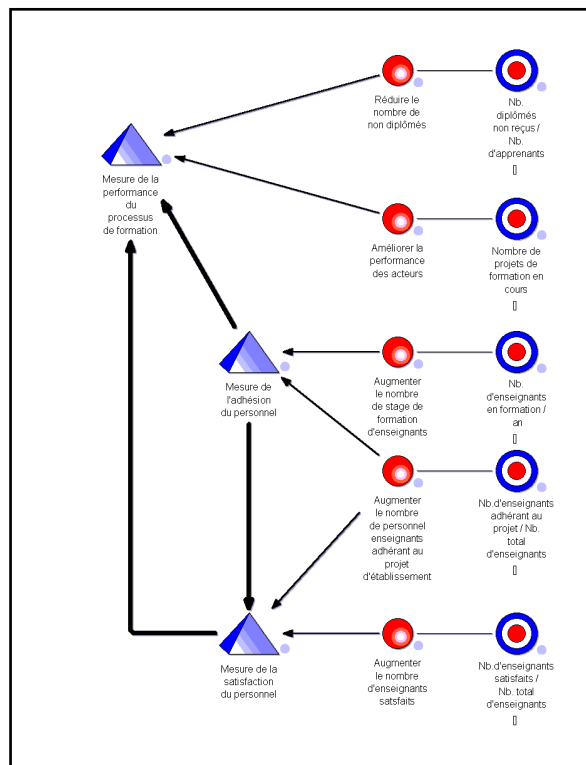 Réduire le
nombre de
non diplômés
Nb.
diplômés
non reçus /
Nb.
d'apprenants
Mesure de la
performance
du
processus
de formation
Améliorer la
performance
des acteurs
Nombre de
projets de
formation en
cours
Mesure de
l'adhésion
du personnel
Augmenter
le nombre
de stage de
formation
d'enseignants
Nb.
d'enseignants
en formation /
an
Augmenter
le nombre
de personnel
enseignants
adhérant au
projet
d'établissement
Nb.d'enseignants
adhérant au
projet / Nb.
total
d'enseignants
Mesure de la
satisfaction
du personnel
Augmenter
le nombre
d'enseignants
satsfaits
Nb.d'enseignants
satisfaits /
Nb. total
d'enseignants